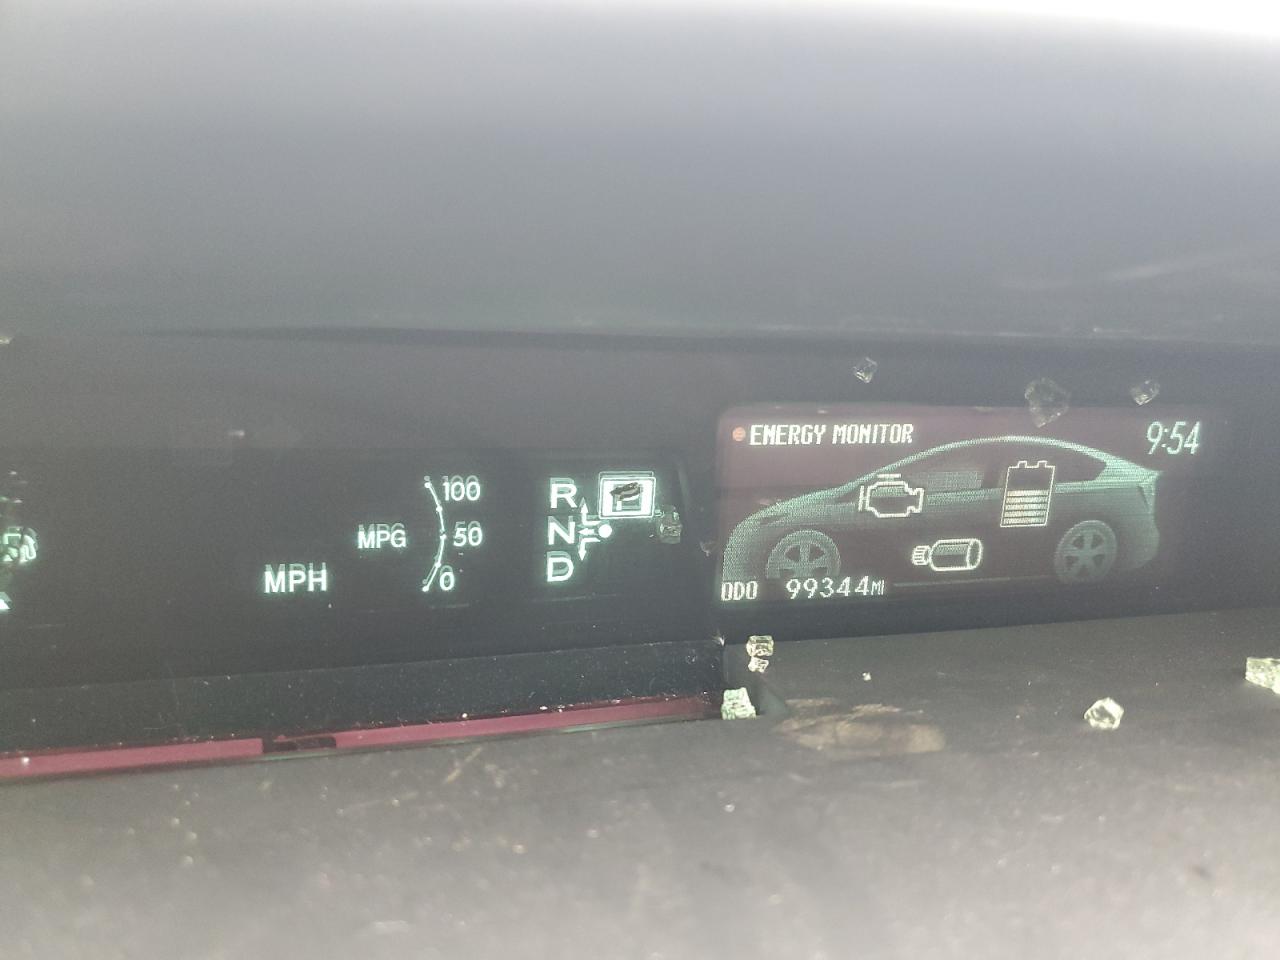 ENERGY MONITOR
9:54
100
MPG
50
0
MPH
R
N
D
ODO 99344MI